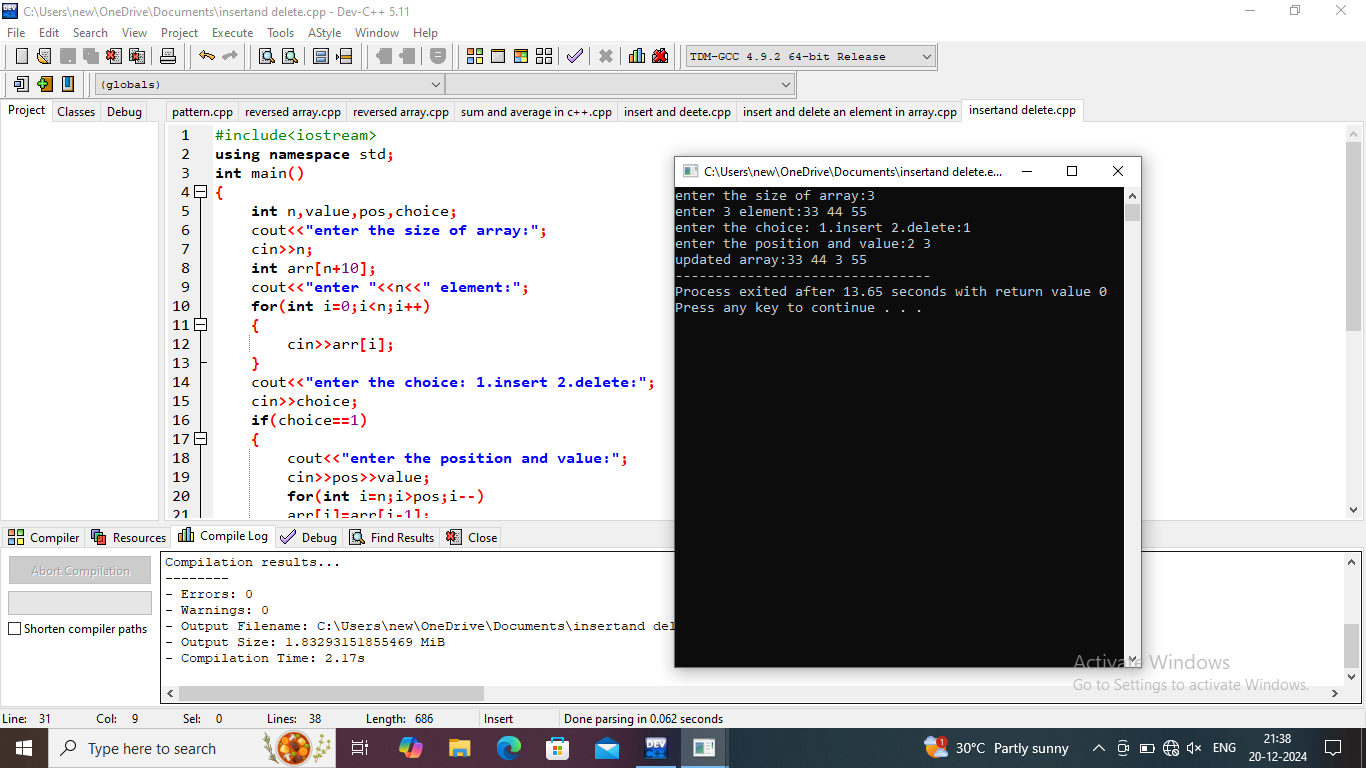 C:\Users\new\OneDrive\Documents\insertand delete.cpp - Dev-C++ 5.11
File Edit Search View Project Execute Tools AStyle Window Help
TDM-GCC 4.9.2 64-bit Release
(globals)
Project Classes Debug
pattern.cpp reversed array.cpp reversed array.cpp sum and average in c++.cpp insert and deete.cpp insert and delete an element in array.cpp insertand delete.cpp
1 #include<iostream>
2 using namespace std;
3 int main()
4 {
5 int n,value,pos,choice;
6 cout<<"enter the size of array:";
7 cin>>n;
8 int arr[n+10];
9 cout<<"enter "<<n<<" element:";
10 for(int i=0;i<n;i++)
11 {
12 cin>>arr[i];
13 }
14 cout<<"enter the choice: 1.insert 2.delete:";
15 cin>>choice;
16 if(choice==1)
17 {
18 cout<<"enter the position and value:";
19 cin>>pos>>value;
20 for(int i=n;i>pos;i--)
21 arr[i]=arr[i-1];
C:\Users\new\OneDrive\Documents\insertand delete.e...
enter the size of array:3
enter 3 element:33 44 55
enter the choice: 1.insert 2.delete:1
enter the position and value:2 3
updated array:33 44 3 55
--------------------------------
Process exited after 13.65 seconds with return value 0
Press any key to continue . . .
Compiler Resources Compile Log Debug Find Results Close
Abort Compilation
Shorten compiler paths
Compilation results...
--------
- Errors: 0
- Warnings: 0
- Output Filename: C:\Users\new\OneDrive\Documents\insertand del
- Output Size: 1.83293151855469 MiB
- Compilation Time: 2.17s
Activate Windows
Go to Settings to activate Windows.
Line: 31 Col: 9 Sel: 0 Lines: 38 Length: 686 Insert Done parsing in 0.062 seconds
Type here to search
DEV
1
30°C Partly sunny
ENG
21:38
20-12-2024